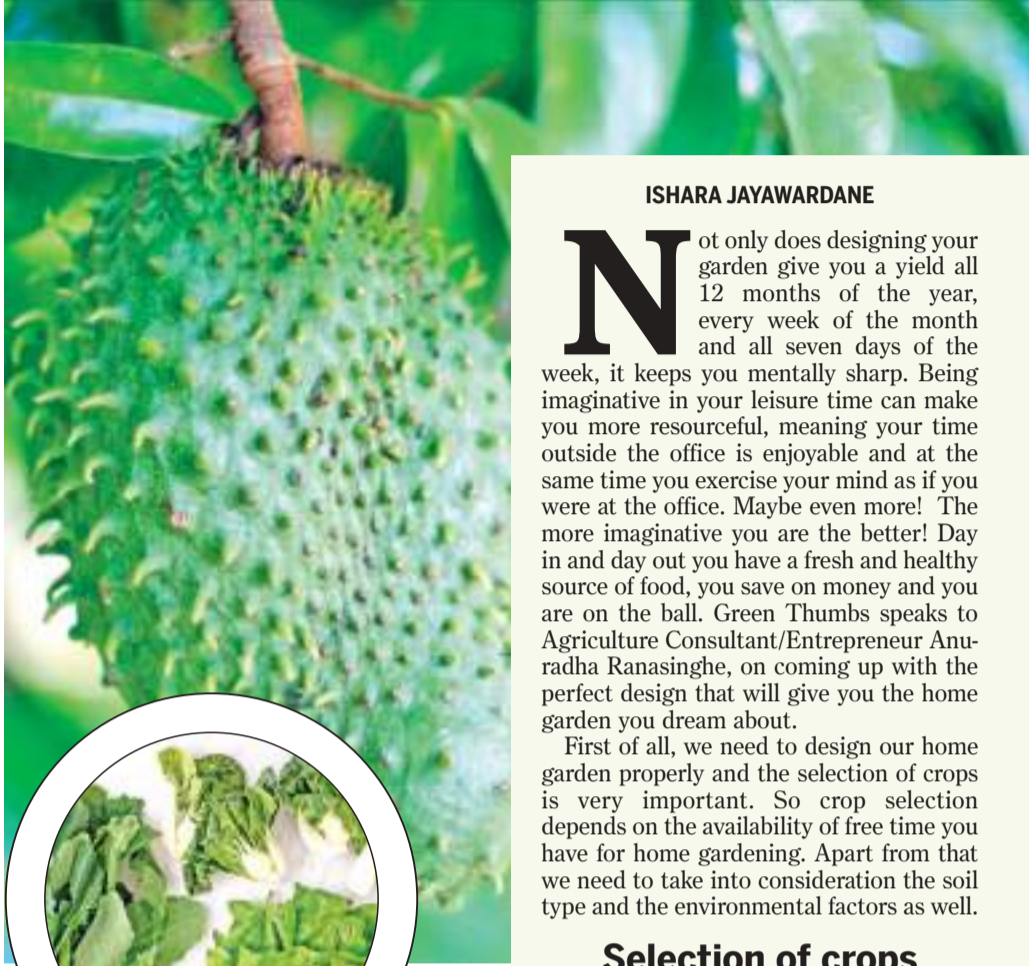 ISHARA JAYAWARDANE
Not only does designing your
garden give you a yield all
12 months of the year,
every week of the month
and all seven days of the
week, it keeps you mentally sharp. Being
imaginative in your leisure time can make
you more resourceful, meaning your time
outside the office is enjoyable and at the
same time you exercise your mind as if you
were at the office. Maybe even more! The
more imaginative you are the better! Day
in and day out you have a fresh and healthy
source of food, you save on money and you
are on the ball. Green Thumbs speaks to
Agriculture Consultant/Entrepreneur Anu-
radha Ranasinghe, on coming up with the
perfect design that will give you the home
garden you dream about.
First of all, we need to design our home
garden properly and the selection of crops
is very important. So crop selection
depends on the availability of free time you
have for home gardening. Apart from that
we need to take into consideration the soil
type and the environmental factors as well.
Selection of crops